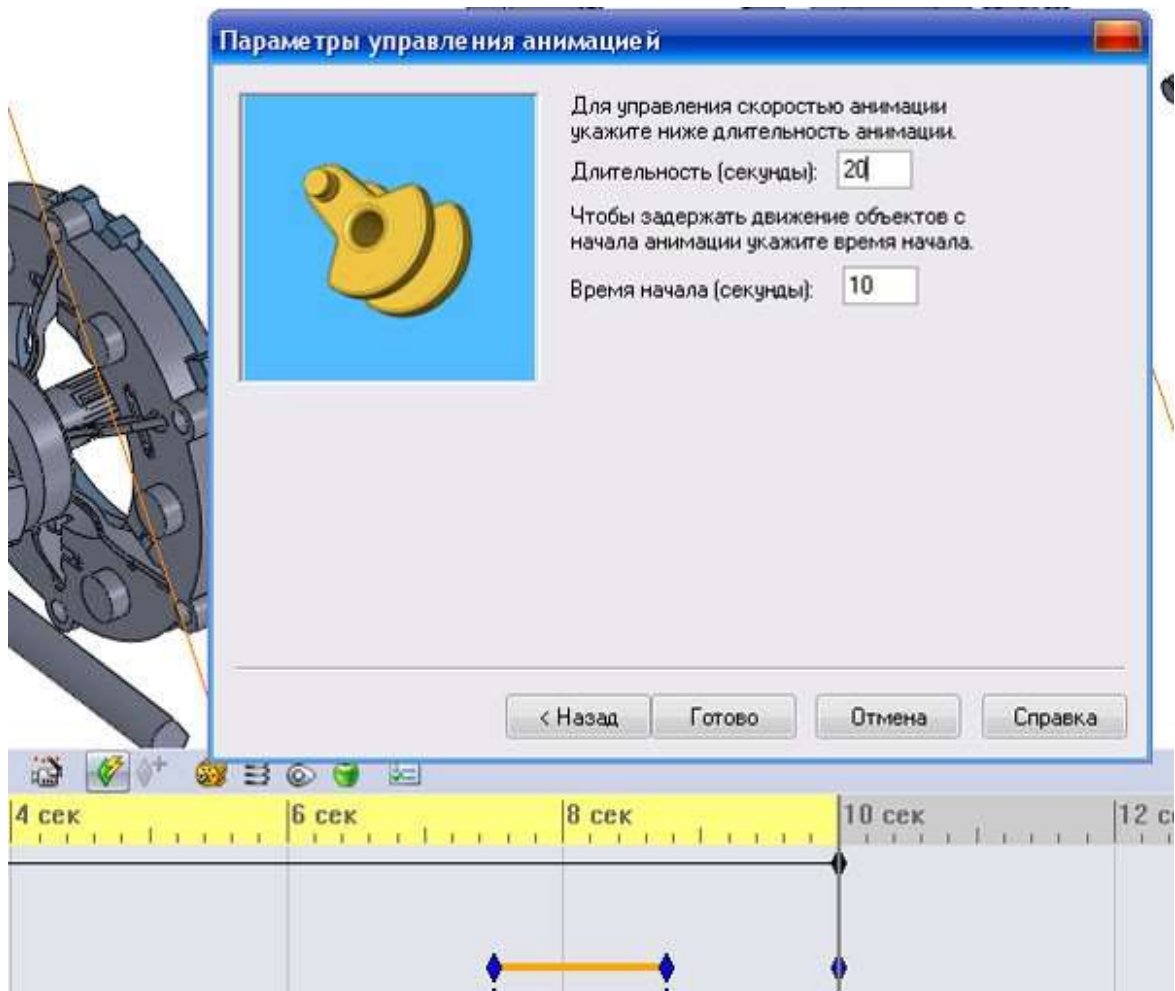 Параметры управления анимацией
Для управления скоростью анимации
укажите ниже длительность анимации.
Длительность (секунды): 20
Чтобы задержать движение объектов с
начала анимации укажите время начала.
Время начала (секунды): 10
< Назад Готово Отмена Справка
4 сек 6 сек 8 сек 10 сек 12 се